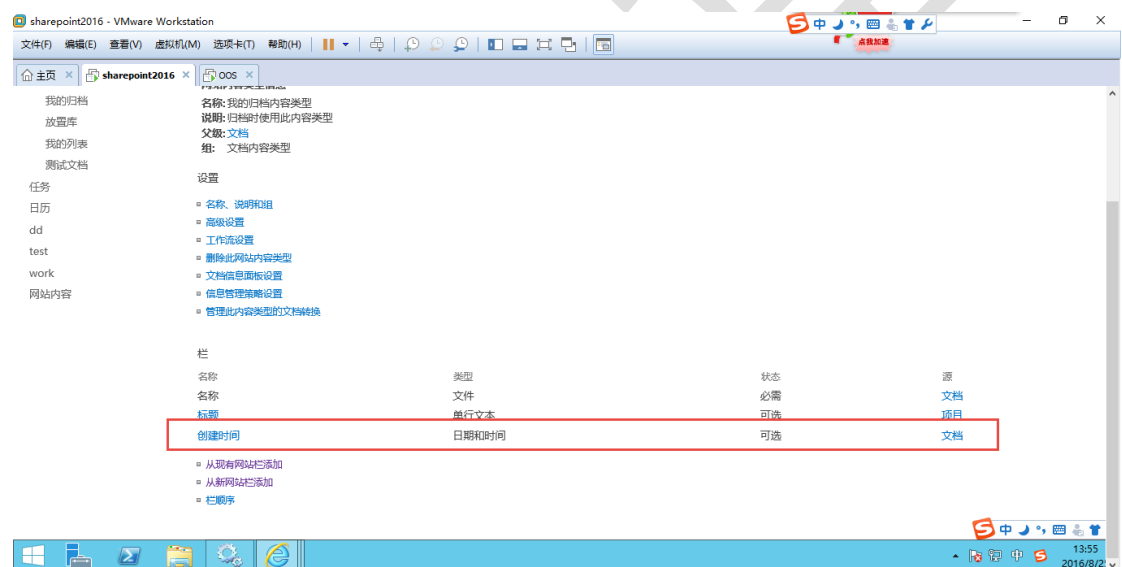 sharepoint2016 - VMware Workstation
中
点我加速
文件(F) 编辑(E) 查看(V) 虚拟机(M) 选项卡(T) 帮助(H)
主页 sharepoint2016 OOS
网站内容类型信息
我的归档
放置库
我的列表
测试文档
任务
日历
dd
test
work
网站内容
名称: 我的归档内容类型
说明: 归档时使用此内容类型
父级: 文档
组: 文档内容类型
设置
名称、说明和组
高级设置
工作流设置
删除此网站内容类型
文档信息面板设置
信息管理策略设置
管理此内容类型的文档转换
栏
名称 类型 状态 源
名称 文件 必需 文档
标题 单行文本 可选 项目
创建时间 日期和时间 可选 文档
从现有网站栏添加
从新网站栏添加
栏顺序
中
中
13:55